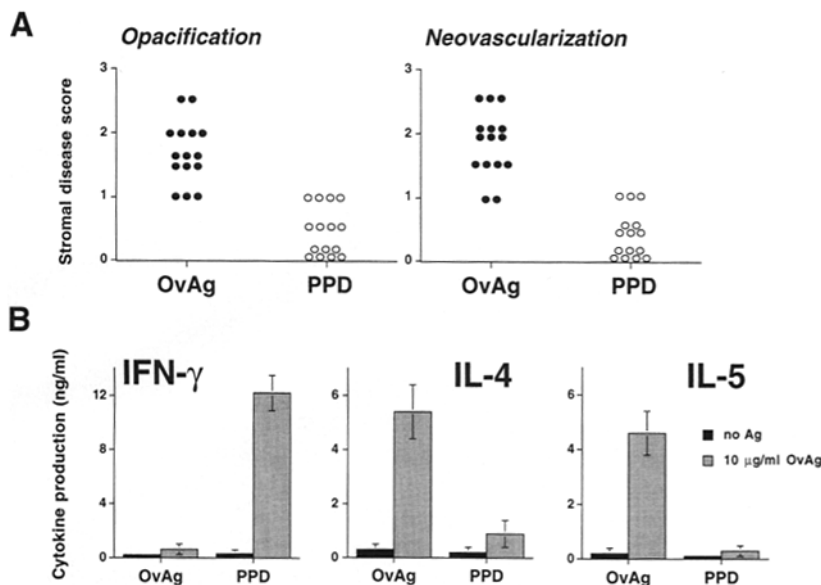 A
Opacification
Neovascularization
Stromal disease score
3
2
1
0
OvAg
PPD
3
2
1
0
OvAg
PPD
B
Cytokine production (ng/ml)
IFN-γ
12
8
4
0
OvAg
PPD
IL-4
6
4
2
0
OvAg
PPD
IL-5
6
4
2
0
OvAg
PPD
no Ag
10 µg/ml OvAg